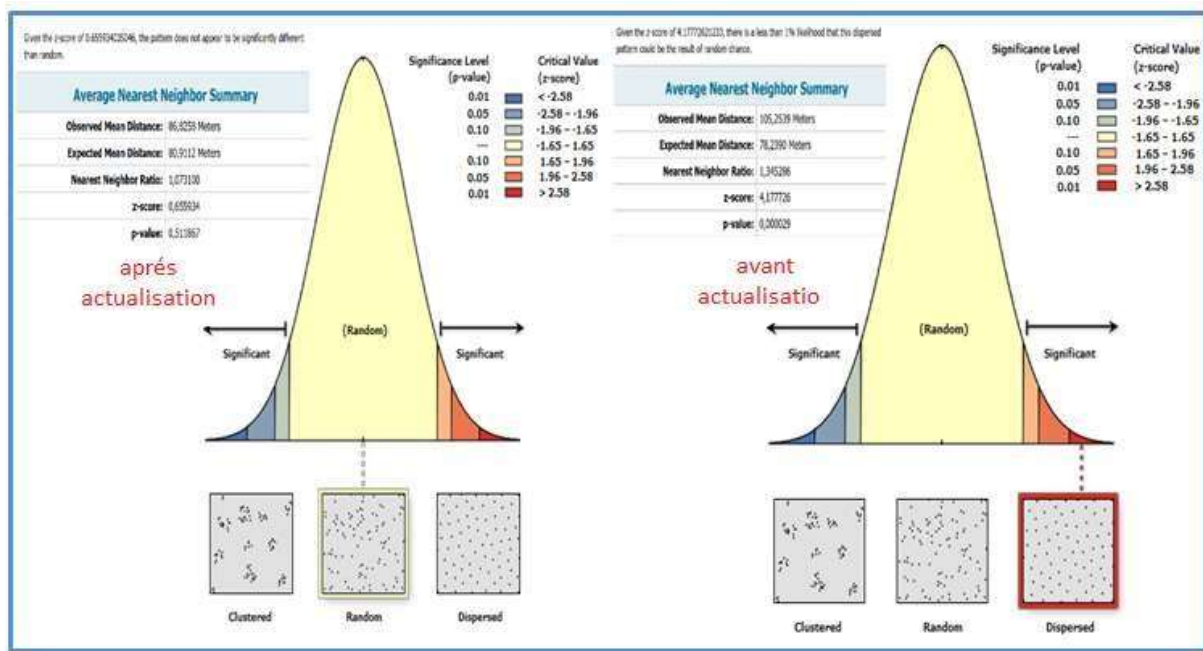 Given the z-score of 0.655934235046, the pattern does not appear to be significantly different
than random.
Average Nearest Neighbor Summary
Observed Mean Distance: 86,8259 Meters
Expected Mean Distance: 80,9112 Meters
Nearest Neighbor Ratio: 1,073100
z-score: 0,655934
p-value: 0,511867
aprés
actualisation
Significance Level
(p-value)
Critical Value
(z-score)
0.01 < -2.58
0.05 -2.58 – -1.96
0.10 -1.96 – -1.65
— -1.65 – 1.65
0.10 1.65 – 1.96
0.05 1.96 – 2.58
0.01 > 2.58
Significant
(Random)
Significant
Clustered
Random
Dispersed
Given the z-score of 4.17772621233, there is a less than 1% likelihood that this dispersed
pattern could be the result of random chance.
Average Nearest Neighbor Summary
Observed Mean Distance: 105,2539 Meters
Expected Mean Distance: 78,2390 Meters
Nearest Neighbor Ratio: 1,345286
z-score: 4,177726
p-value: 0,000029
avant
actualisatio
Significance Level
(p-value)
Critical Value
(z-score)
0.01 < -2.58
0.05 -2.58 – -1.96
0.10 -1.96 – -1.65
— -1.65 – 1.65
0.10 1.65 – 1.96
0.05 1.96 – 2.58
0.01 > 2.58
Significant
(Random)
Significant
Clustered
Random
Dispersed